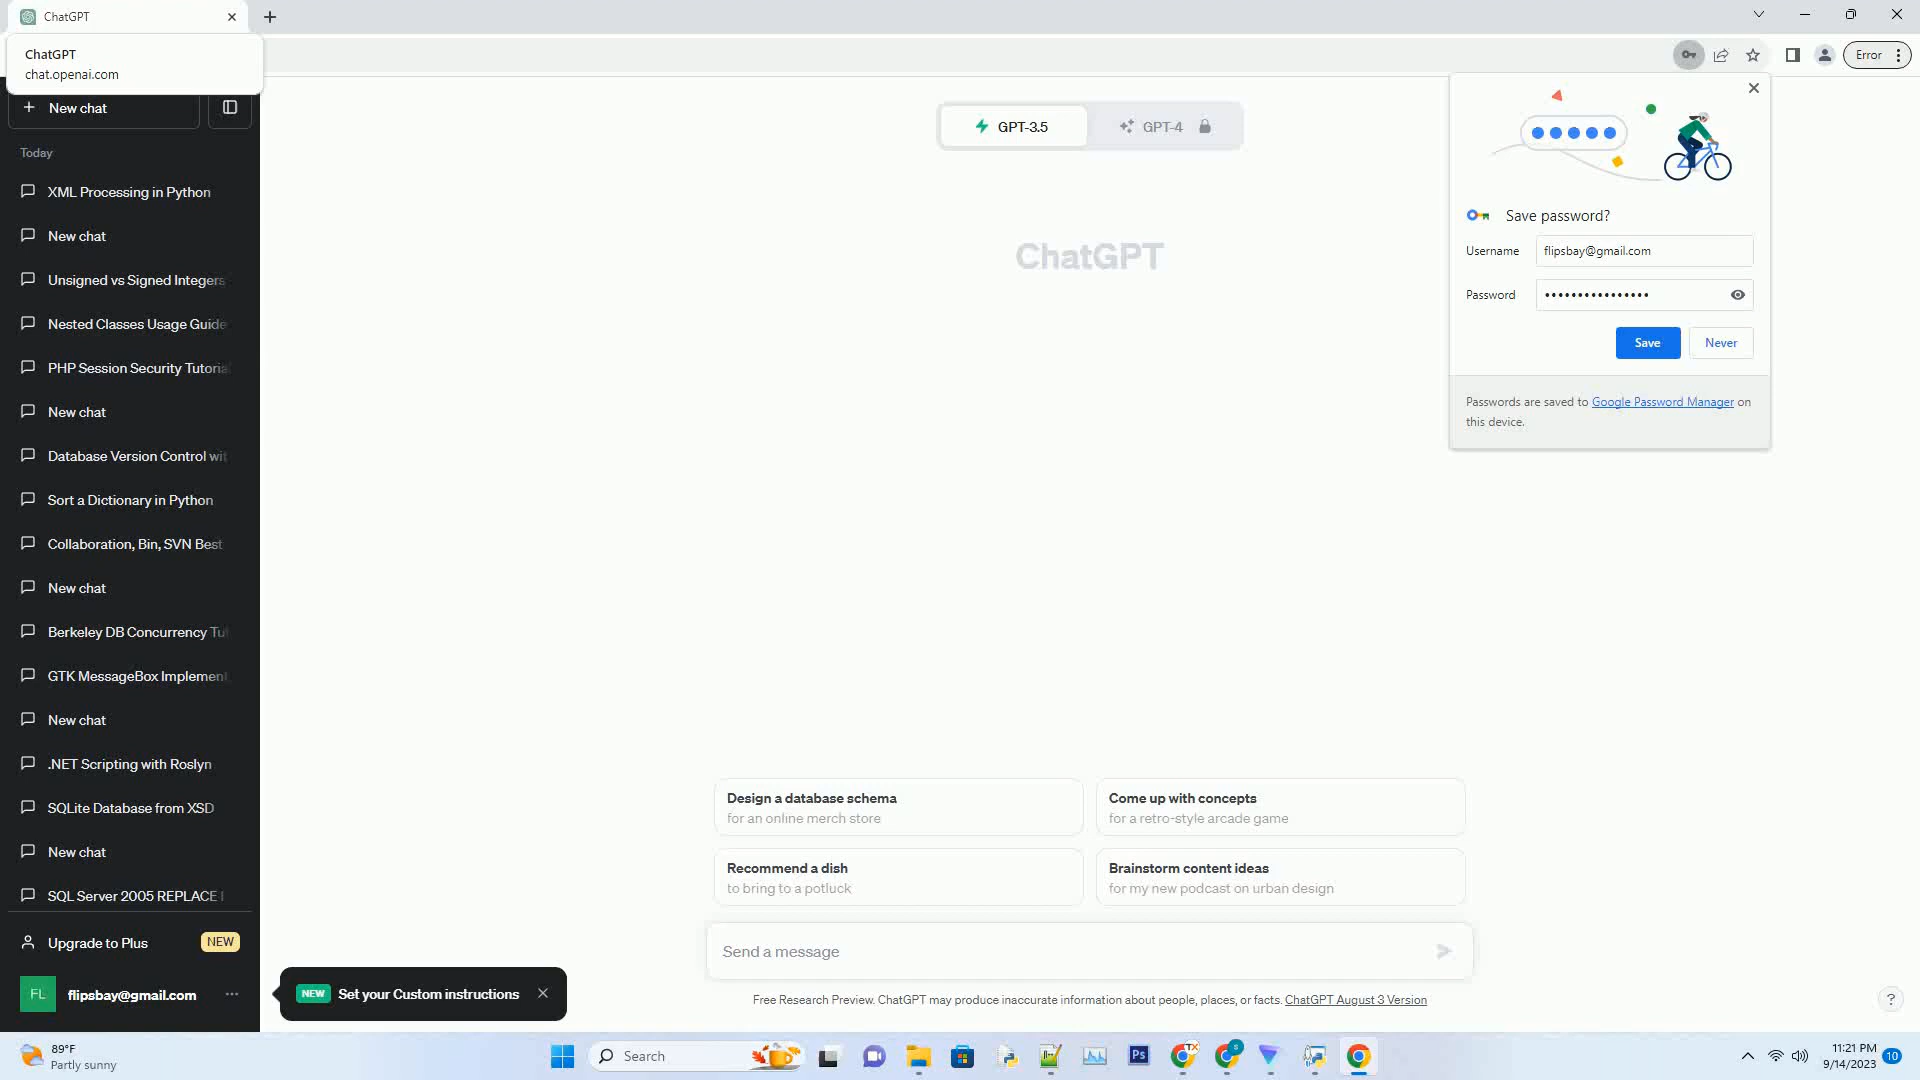 ChatGPT
ChatGPT
chat.openai.com
Error
New chat
Today
XML Processing in Python
New chat
Unsigned vs Signed Integers
Nested Classes Usage Guide
PHP Session Security Tutoria
New chat
Database Version Control wit
Sort a Dictionary in Python
Collaboration, Bin, SVN Best
New chat
Berkeley DB Concurrency Tu
GTK MessageBox Implemen
New chat
.NET Scripting with Roslyn
SQLite Database from XSD
New chat
SQL Server 2005 REPLACE
Upgrade to Plus
NEW
FL
flipsbay@gmail.com
NEW Set your Custom instructions
GPT-3.5
GPT-4
ChatGPT
Save password?
Username
flipsbay@gmail.com
Password
••••••••••••••••
Save
Never
Passwords are saved to Google Password Manager on
this device.
Design a database schema
for an online merch store
Come up with concepts
for a retro-style arcade game
Recommend a dish
to bring to a potluck
Brainstorm content ideas
for my new podcast on urban design
Send a message
Free Research Preview. ChatGPT may produce inaccurate information about people, places, or facts. ChatGPT August 3 Version
?
89°F
Partly sunny
Search
Ps
TX
S
11:21 PM
9/14/2023
10